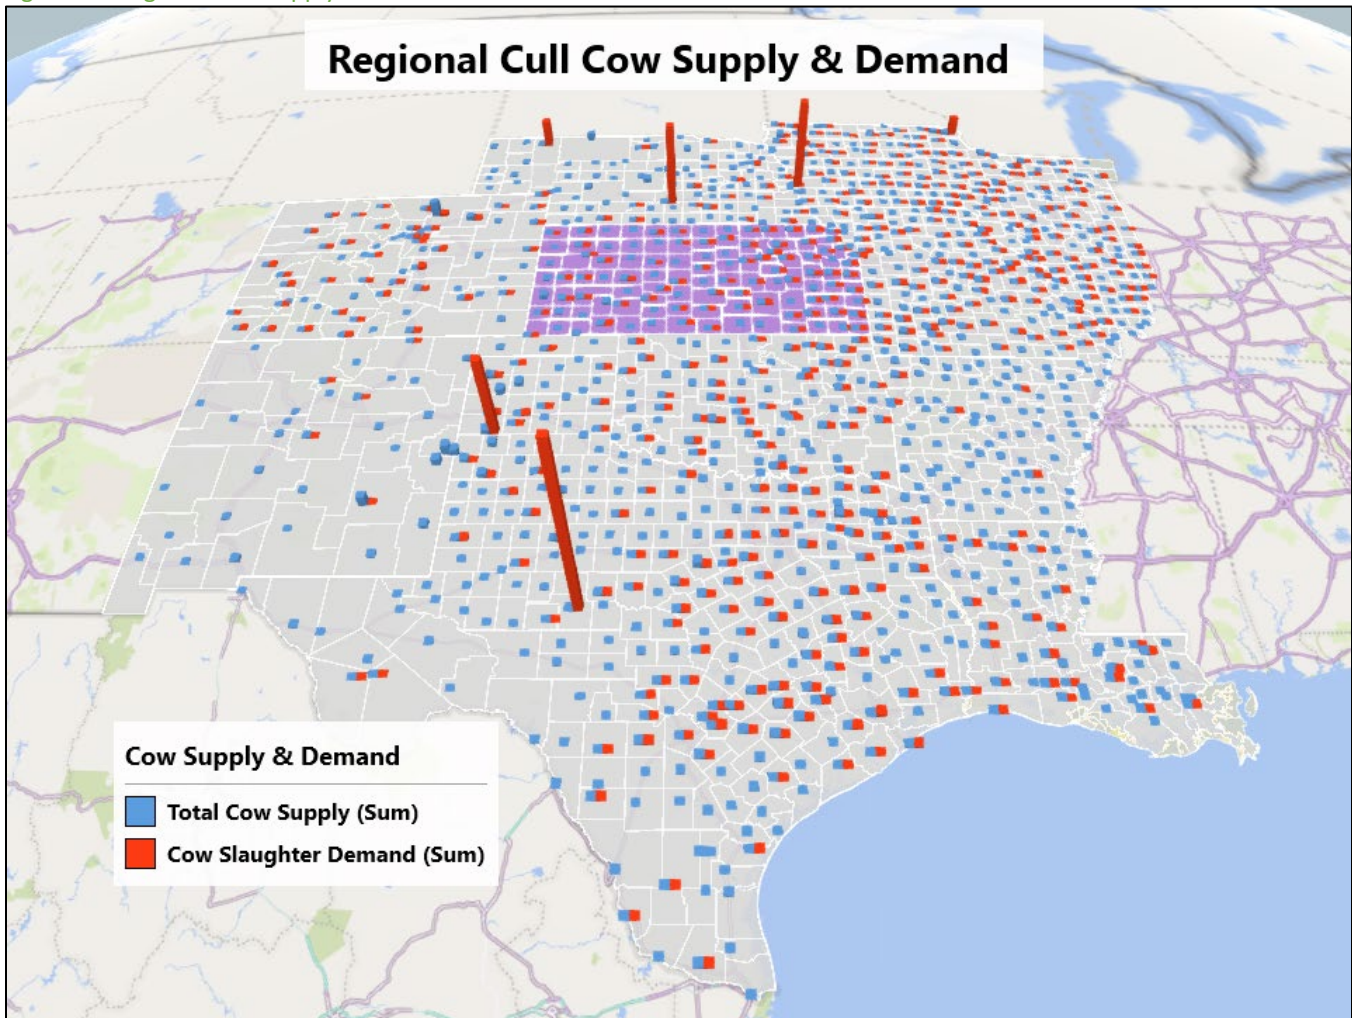 Regional Cull Cow Supply & Demand
Cow Supply & Demand
Total Cow Supply (Sum)
Cow Slaughter Demand (Sum)